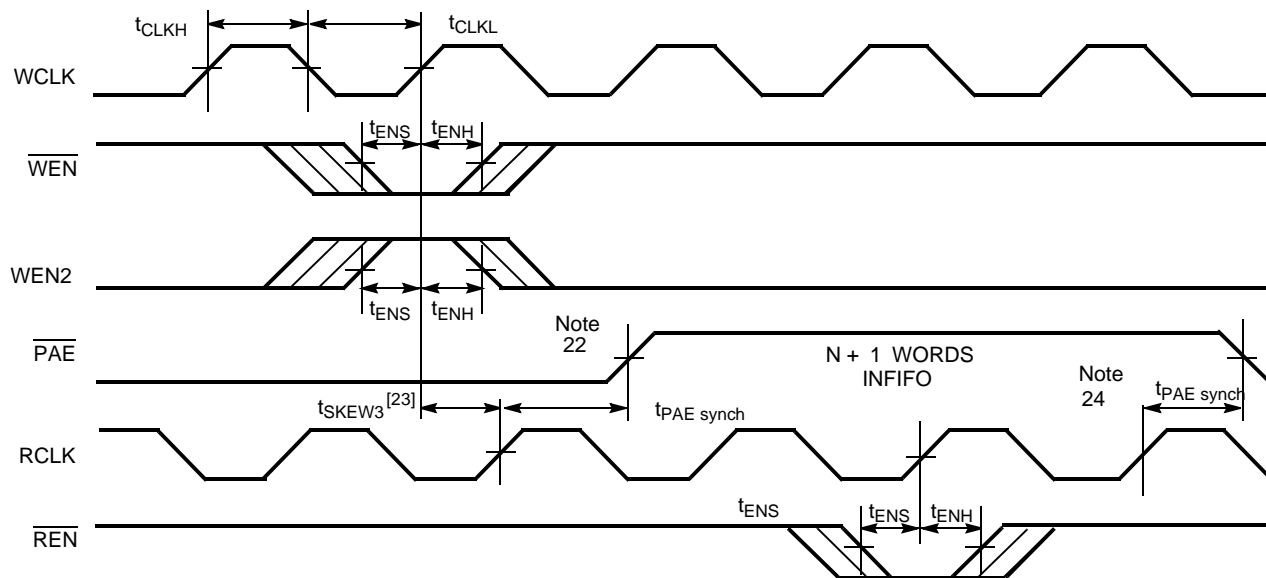 tCLKH
tCLKL
WCLK
tENS
tENH
WEN
WEN2
tENS
tENH
Note
22
PAE
N + 1 WORDS
INFIFO
Note
24
tSKEW3[23]
tPAE synch
tPAE synch
RCLK
tENS
tENS
tENH
REN